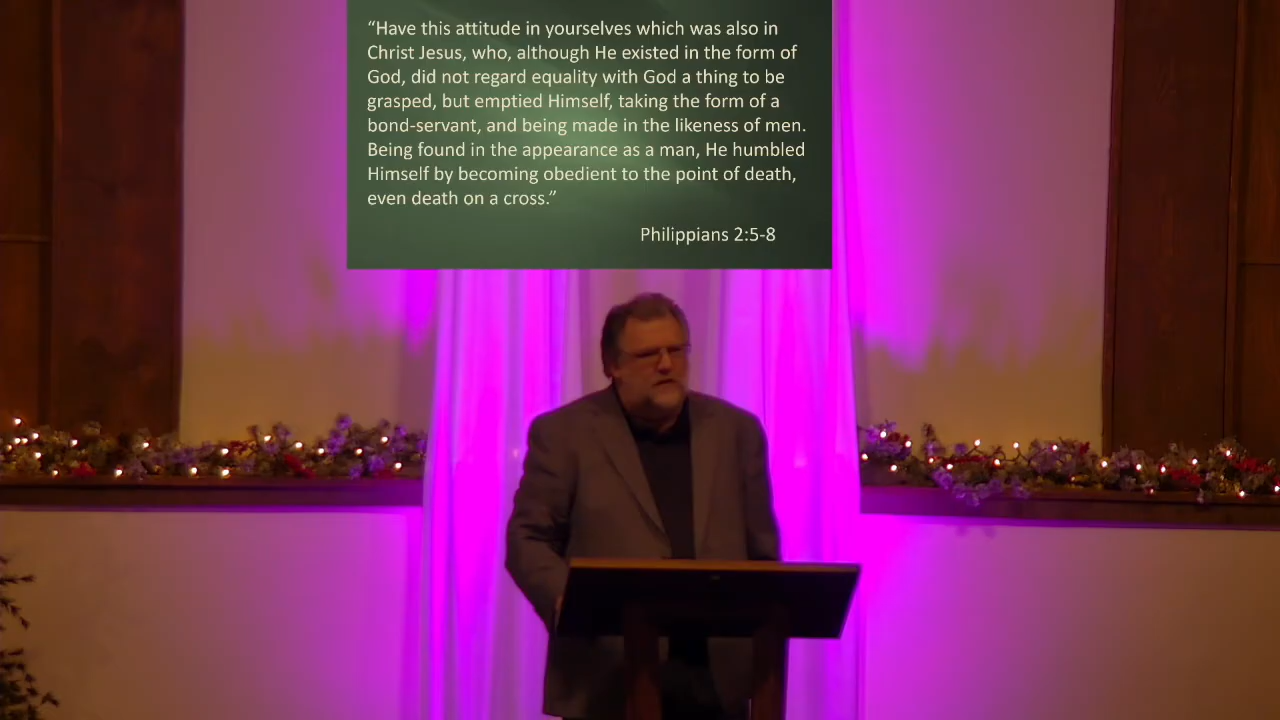 “Have this attitude in yourselves which was also in
Christ Jesus, who, although He existed in the form of
God, did not regard equality with God a thing to be
grasped, but emptied Himself, taking the form of a
bond-servant, and being made in the likeness of men.
Being found in the appearance as a man, He humbled
Himself by becoming obedient to the point of death,
even death on a cross.”
Philippians 2:5-8